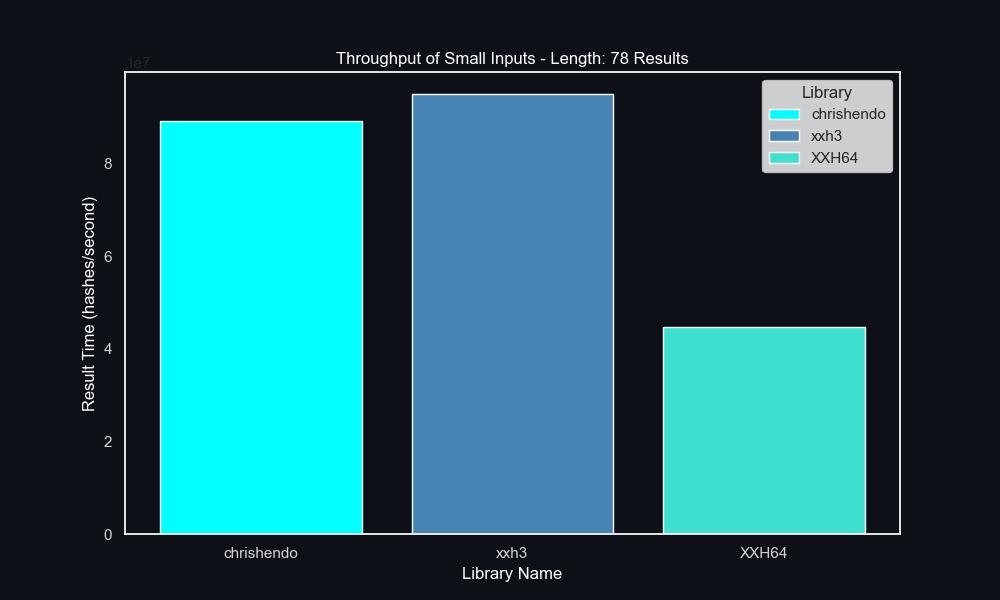 Throughput of Small Inputs - Length: 78 Results
1e7
Library
chrishendo
xxh3
XXH64
8
6
4
2
0
Result Time (hashes/second)
chrishendo
xxh3
XXH64
Library Name